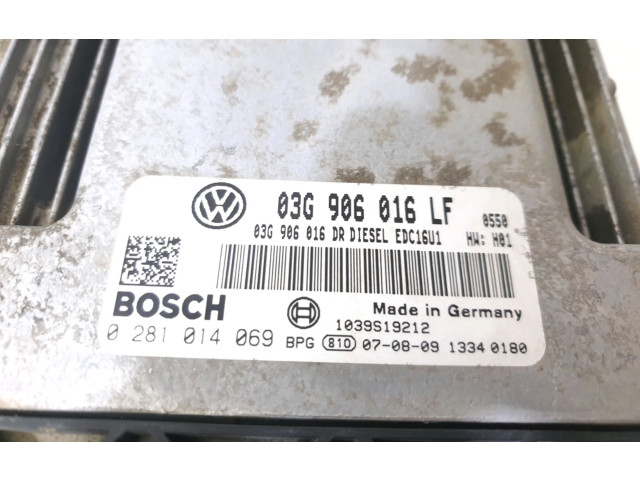 03G 906 016 LF 0550
03G 906 016 DR DIESEL EDC16U1 HW: H01
BOSCH Made in Germany
1039S19212
0 281 014 069 BPG 810 07-08-09 1334 0180